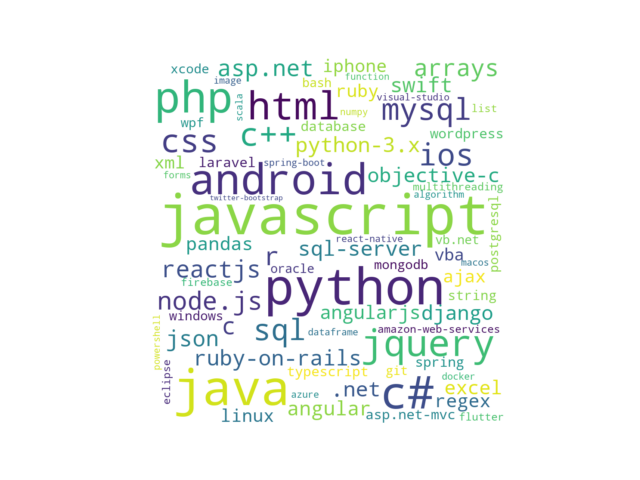 xcode asp.net iphone arrays
image function
php bash ruby swift
scala html visual-studio mysql list
wpf numpy
css c++ database wordpress
python-3.x ios
xml laravel spring-boot
forms android objective-c
multithreading
twitter-bootstrap algorithm
javascript postgresql
pandas react-native vb.net
r sql-server vba
reactjs oracle mongodb macos
firebase python ajax
node.js string
windows angularjs django
c sql dataframe amazon-web-services
powershell json jquery
ruby-on-rails spring
eclipse typescript git docker
java azure .net c# excel
angular regex
linux asp.net-mvc flutter